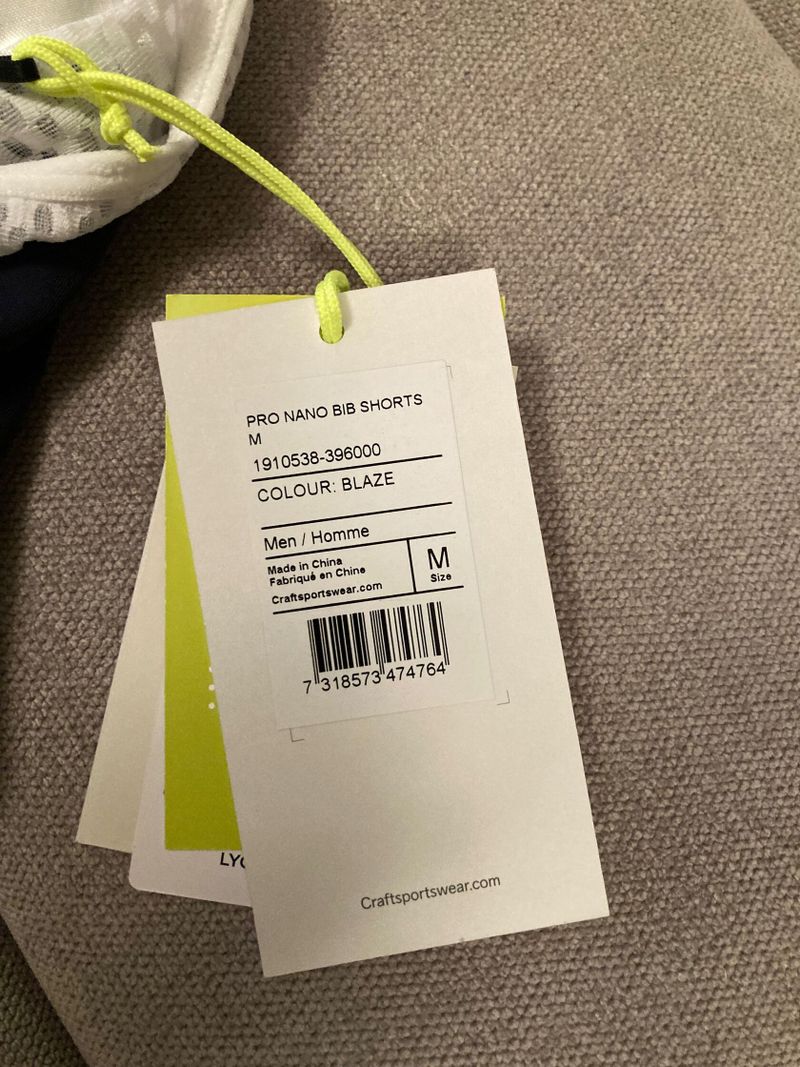 PRO NANO BIB SHORTS
M
1910538-396000
COLOUR: BLAZE
Men / Homme
Made in China
Fabriqué en Chine
Craftsportswear.com
M
Size
7 318573 474764
LYC
Craftsportswear.com